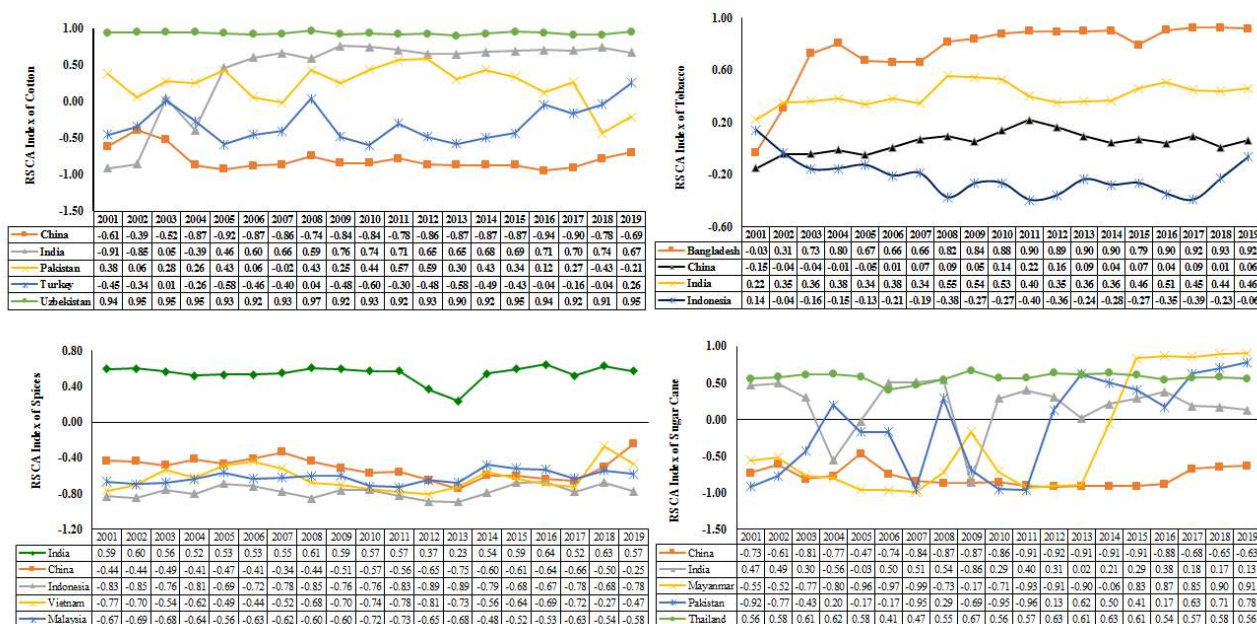 RSCA Index of Cotton
1.00
0.50
0.00
-0.50
-1.00
-1.50
2001 2002 2003 2004 2005 2006 2007 2008 2009 2010 2011 2012 2013 2014 2015 2016 2017 2018 2019
China -0.61 -0.39 -0.52 -0.87 -0.92 -0.87 -0.86 -0.74 -0.84 -0.84 -0.78 -0.86 -0.87 -0.87 -0.87 -0.94 -0.90 -0.78 -0.69
India -0.91 -0.85 0.05 -0.39 0.46 0.60 0.66 0.59 0.76 0.74 0.71 0.65 0.65 0.68 0.69 0.71 0.70 0.74 0.67
Pakistan 0.38 0.06 0.28 0.26 0.43 0.06 -0.02 0.43 0.25 0.44 0.57 0.59 0.30 0.43 0.34 0.12 0.27 -0.43 -0.21
Turkey -0.45 -0.34 0.01 -0.26 -0.58 -0.46 -0.40 0.04 -0.48 -0.60 -0.30 -0.48 -0.58 -0.49 -0.43 -0.04 -0.16 -0.04 0.26
Uzbekistan 0.94 0.95 0.95 0.95 0.93 0.92 0.93 0.97 0.92 0.93 0.92 0.93 0.90 0.92 0.95 0.94 0.92 0.91 0.95
RSCA Index of Tobacco
1.00
0.60
0.20
-0.20
-0.60
2001 2002 2003 2004 2005 2006 2007 2008 2009 2010 2011 2012 2013 2014 2015 2016 2017 2018 2019
Bangladesh -0.03 0.31 0.73 0.80 0.67 0.66 0.66 0.82 0.84 0.88 0.90 0.89 0.90 0.90 0.79 0.90 0.92 0.93 0.92
China -0.15 -0.04 -0.04 -0.01 -0.05 0.01 0.07 0.09 0.05 0.14 0.22 0.16 0.09 0.04 0.07 0.04 0.09 0.01 0.06
India 0.22 0.35 0.36 0.38 0.34 0.38 0.34 0.55 0.54 0.53 0.40 0.35 0.36 0.36 0.46 0.51 0.45 0.44 0.46
Indonesia 0.14 -0.04 -0.16 -0.15 -0.13 -0.21 -0.19 -0.38 -0.27 -0.27 -0.40 -0.36 -0.24 -0.28 -0.27 -0.35 -0.39 -0.23 -0.06
RSCA Index of Spices
0.80
0.40
0.00
-0.40
-0.80
-1.20
2001 2002 2003 2004 2005 2006 2007 2008 2009 2010 2011 2012 2013 2014 2015 2016 2017 2018 2019
India 0.59 0.60 0.56 0.52 0.53 0.53 0.55 0.61 0.59 0.57 0.57 0.37 0.23 0.54 0.59 0.64 0.52 0.63 0.57
China -0.44 -0.44 -0.49 -0.41 -0.47 -0.41 -0.34 -0.44 -0.51 -0.57 -0.56 -0.65 -0.75 -0.60 -0.61 -0.64 -0.66 -0.50 -0.25
Indonesia -0.83 -0.85 -0.76 -0.81 -0.69 -0.72 -0.78 -0.85 -0.76 -0.76 -0.83 -0.89 -0.89 -0.79 -0.68 -0.67 -0.78 -0.68 -0.78
Vietnam -0.77 -0.70 -0.54 -0.62 -0.49 -0.44 -0.52 -0.68 -0.70 -0.74 -0.78 -0.81 -0.73 -0.56 -0.64 -0.69 -0.72 -0.27 -0.47
Malaysia -0.67 -0.69 -0.68 -0.64 -0.56 -0.63 -0.62 -0.60 -0.60 -0.72 -0.73 -0.65 -0.68 -0.48 -0.52 -0.53 -0.63 -0.54 -0.58
RSCA Index of Sugar Cane
1.00
0.50
0.00
-0.50
-1.00
-1.50
2001 2002 2003 2004 2005 2006 2007 2008 2009 2010 2011 2012 2013 2014 2015 2016 2017 2018 2019
China -0.73 -0.61 -0.81 -0.77 -0.47 -0.74 -0.84 -0.87 -0.87 -0.86 -0.91 -0.92 -0.91 -0.91 -0.91 -0.88 -0.68 -0.65 -0.63
India 0.47 0.49 0.30 -0.56 -0.03 0.50 0.51 0.54 -0.86 0.29 0.40 0.31 0.02 0.21 0.29 0.38 0.18 0.17 0.13
Mayanmar -0.55 -0.52 -0.77 -0.80 -0.96 -0.97 -0.99 -0.73 -0.17 -0.71 -0.93 -0.91 -0.90 -0.06 0.83 0.87 0.85 0.90 0.91
Pakistan -0.92 -0.77 -0.43 0.20 -0.17 -0.17 -0.95 0.29 -0.69 -0.95 -0.96 0.13 0.62 0.50 0.41 0.17 0.63 0.71 0.78
Thailand 0.56 0.58 0.61 0.62 0.58 0.41 0.47 0.55 0.67 0.56 0.57 0.63 0.61 0.63 0.61 0.54 0.57 0.58 0.56